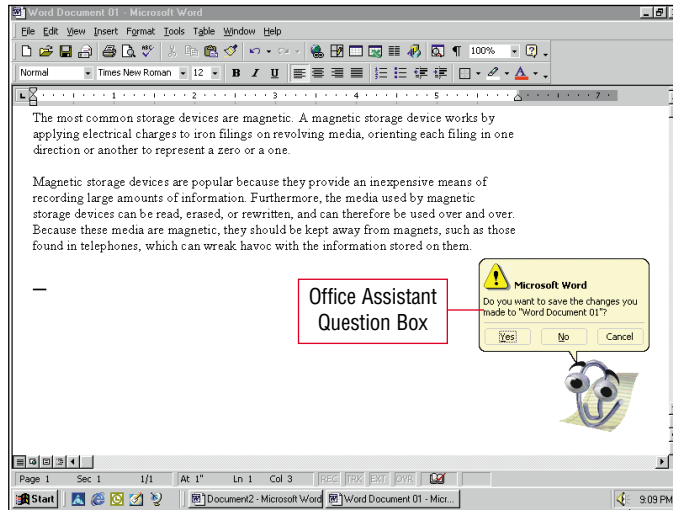 Word Document 01 - Microsoft Word
File Edit View Insert Format Tools Table Window Help
100%
Normal Times New Roman 12 B I U A
1 2 3 4 5 7
The most common storage devices are magnetic. A magnetic storage device works by
applying electrical charges to iron filings on revolving media, orienting each filing in one
direction or another to represent a zero or a one.
Magnetic storage devices are popular because they provide an inexpensive means of
recording large amounts of information. Furthermore, the media used by magnetic
storage devices can be read, erased, or rewritten, and can therefore be used over and over.
Because these media are magnetic, they should be kept away from magnets, such as those
found in telephones, which can wreak havoc with the information stored on them.
Office Assistant
Question Box
Microsoft Word
Do you want to save the changes you
made to "Word Document 01"?
Yes No Cancel
Page 1 Sec 1 1/1 At 1" Ln 1 Col 3 REC TRK EXT OVR
Start Document2 - Microsoft Word Word Document 01 - Micr... 9:09 PM